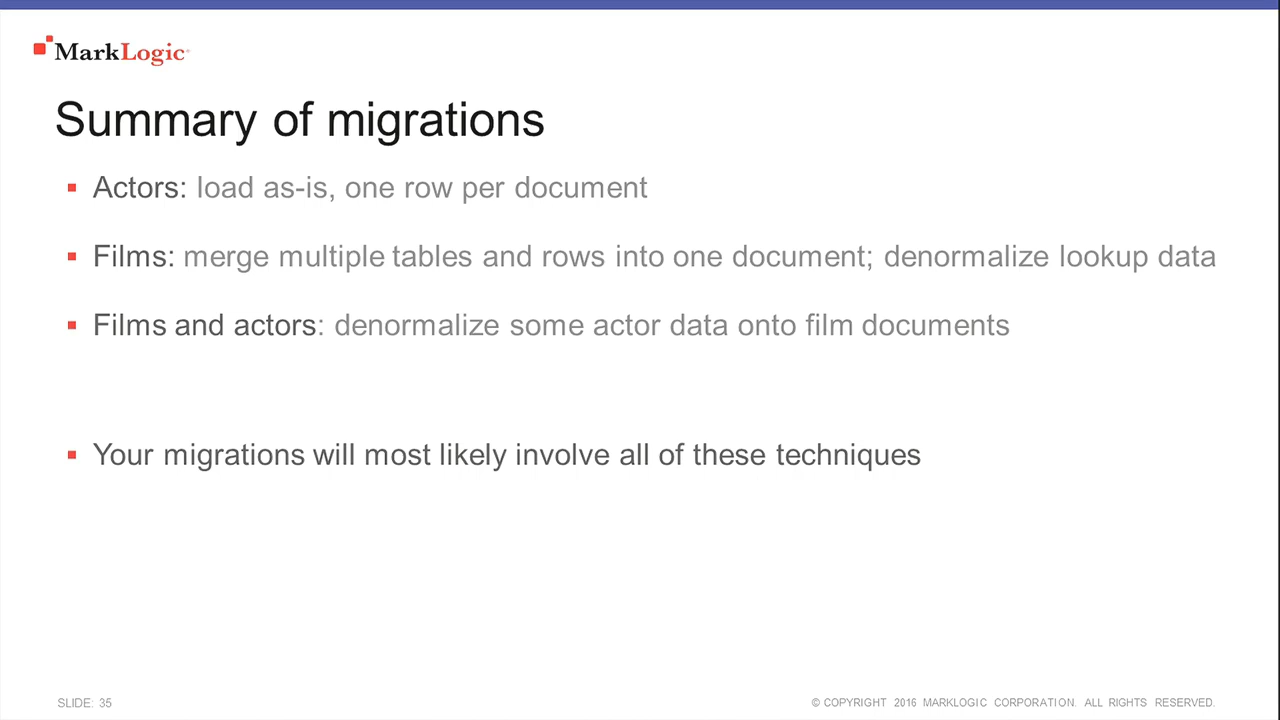 MarkLogic
Summary of migrations
▪ Actors: load as-is, one row per document
▪ Films: merge multiple tables and rows into one document; denormalize lookup data
▪ Films and actors: denormalize some actor data onto film documents
▪ Your migrations will most likely involve all of these techniques
SLIDE: 35
© COPYRIGHT 2016 MARKLOGIC CORPORATION. ALL RIGHTS RESERVED.